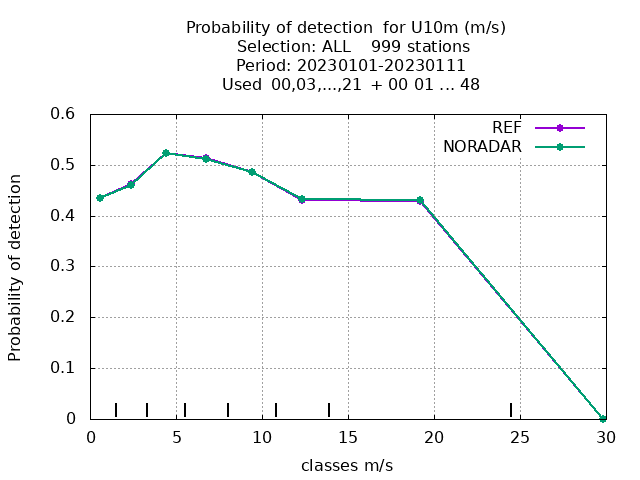 Probability of detection  for U10m (m/s)
Selection: ALL    999 stations
Period: 20230101-20230111
Used  00,03,...,21  + 00 01 ... 48
REF
NORADAR
0.6
0.5
0.4
0.3
0.2
0.1
0
Probability of detection
0 5 10 15 20 25 30
classes m/s